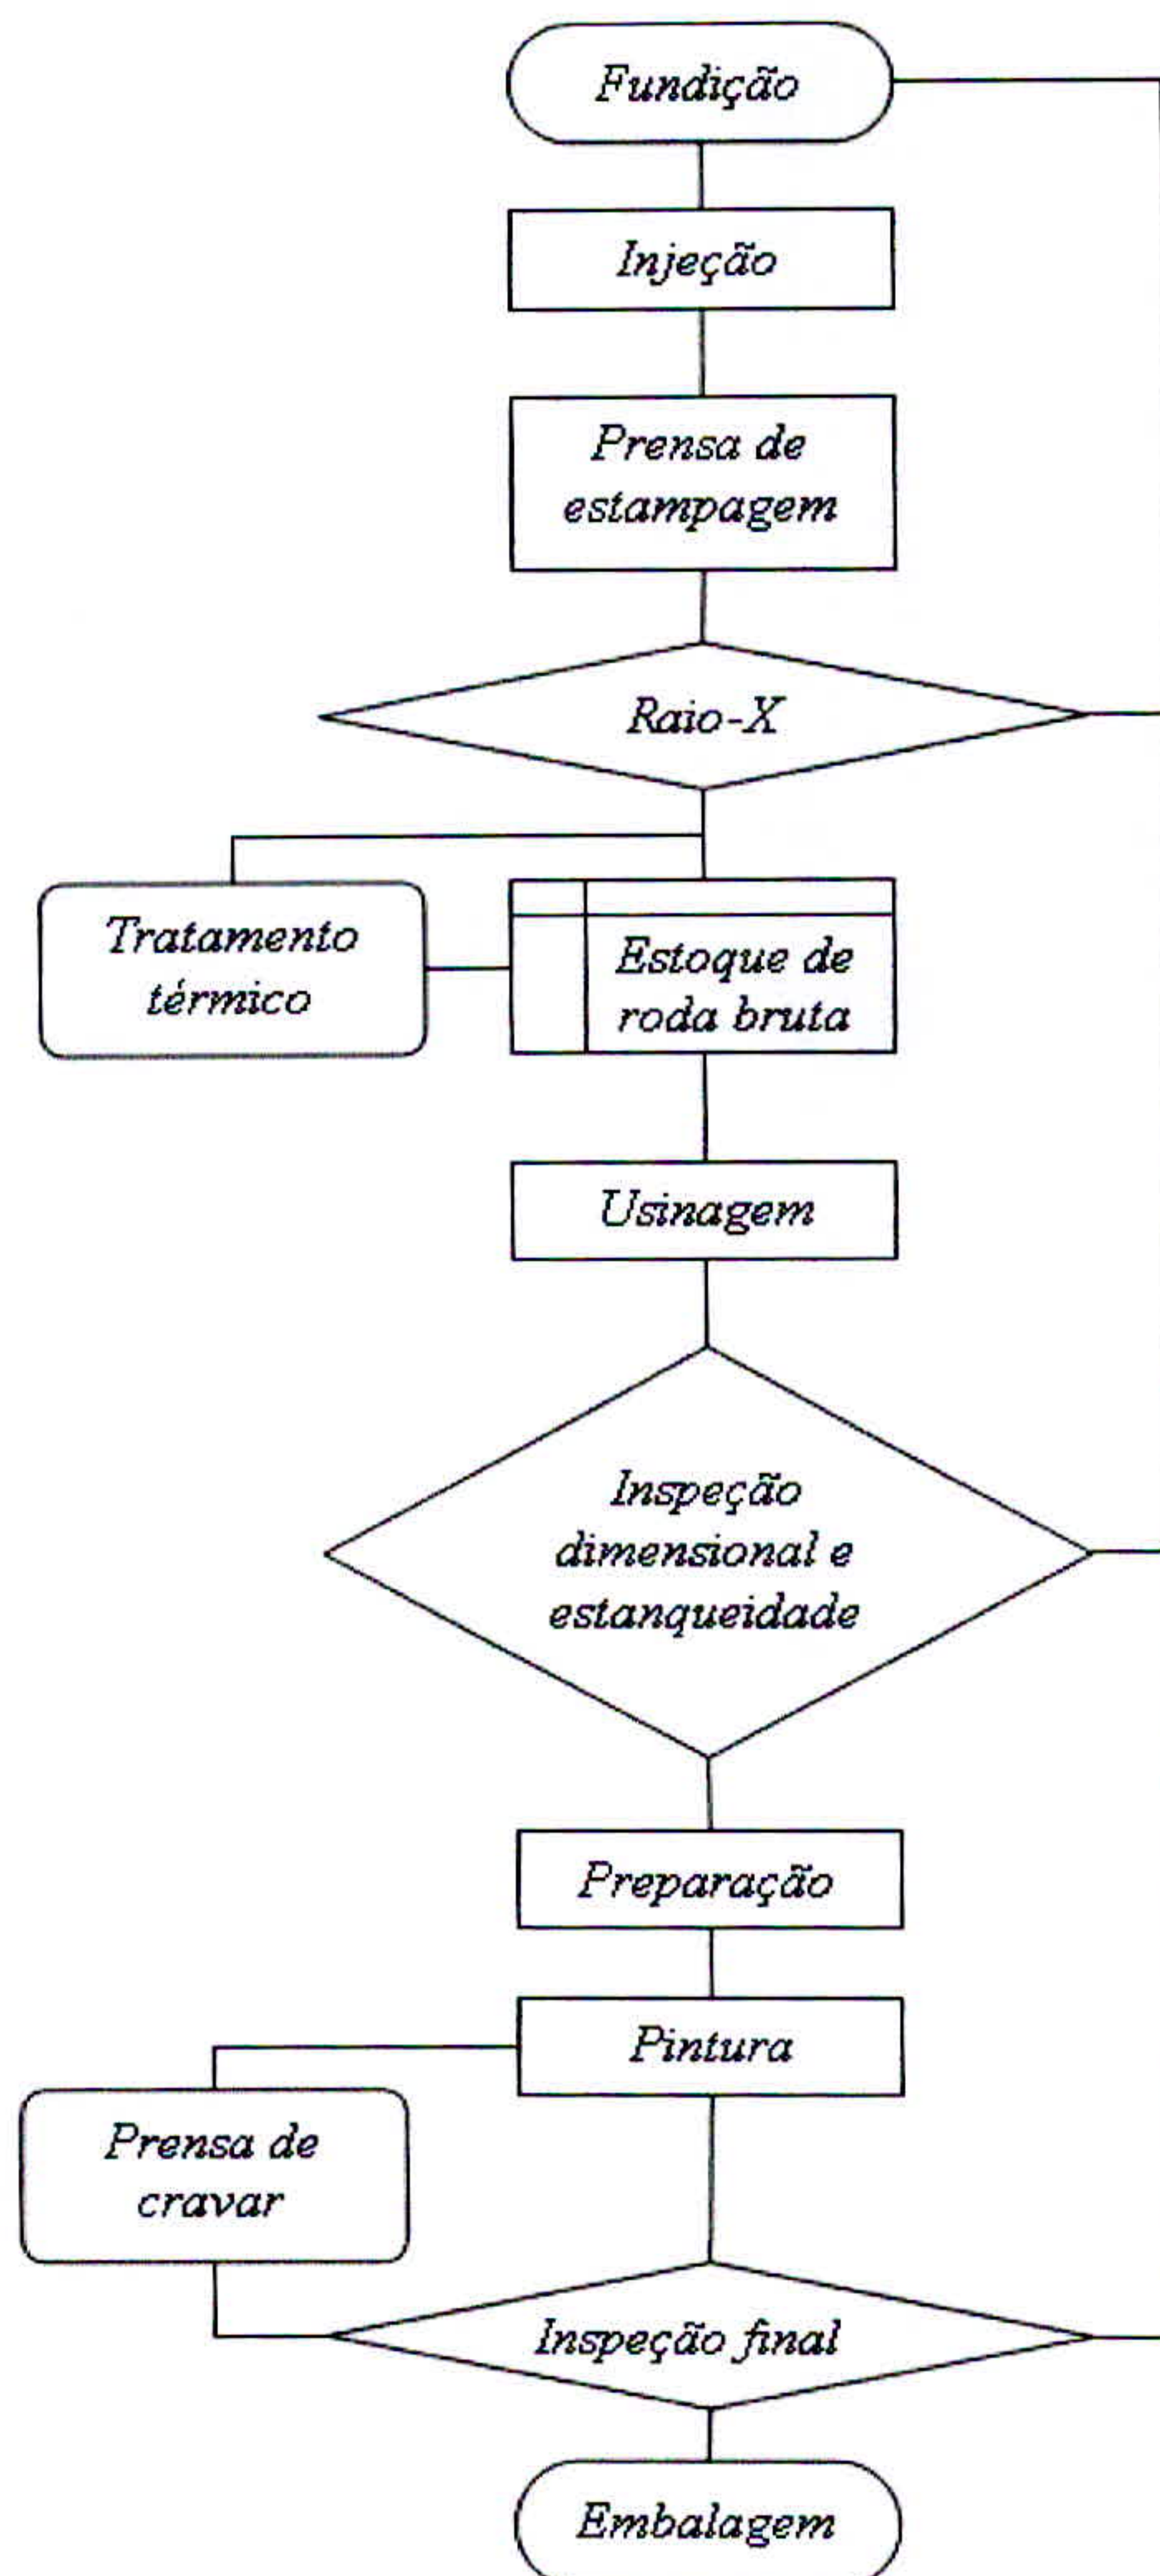 Fundição
Injeção
Prensa de
estampagem
Raio-X
Tratamento
térmico
Estoque de
roda bruta
Usinagem
Inspeção
dimensional e
estanqueidade
Preparação
Pintura
Prensa de
cravar
Inspeção final
Embalagem